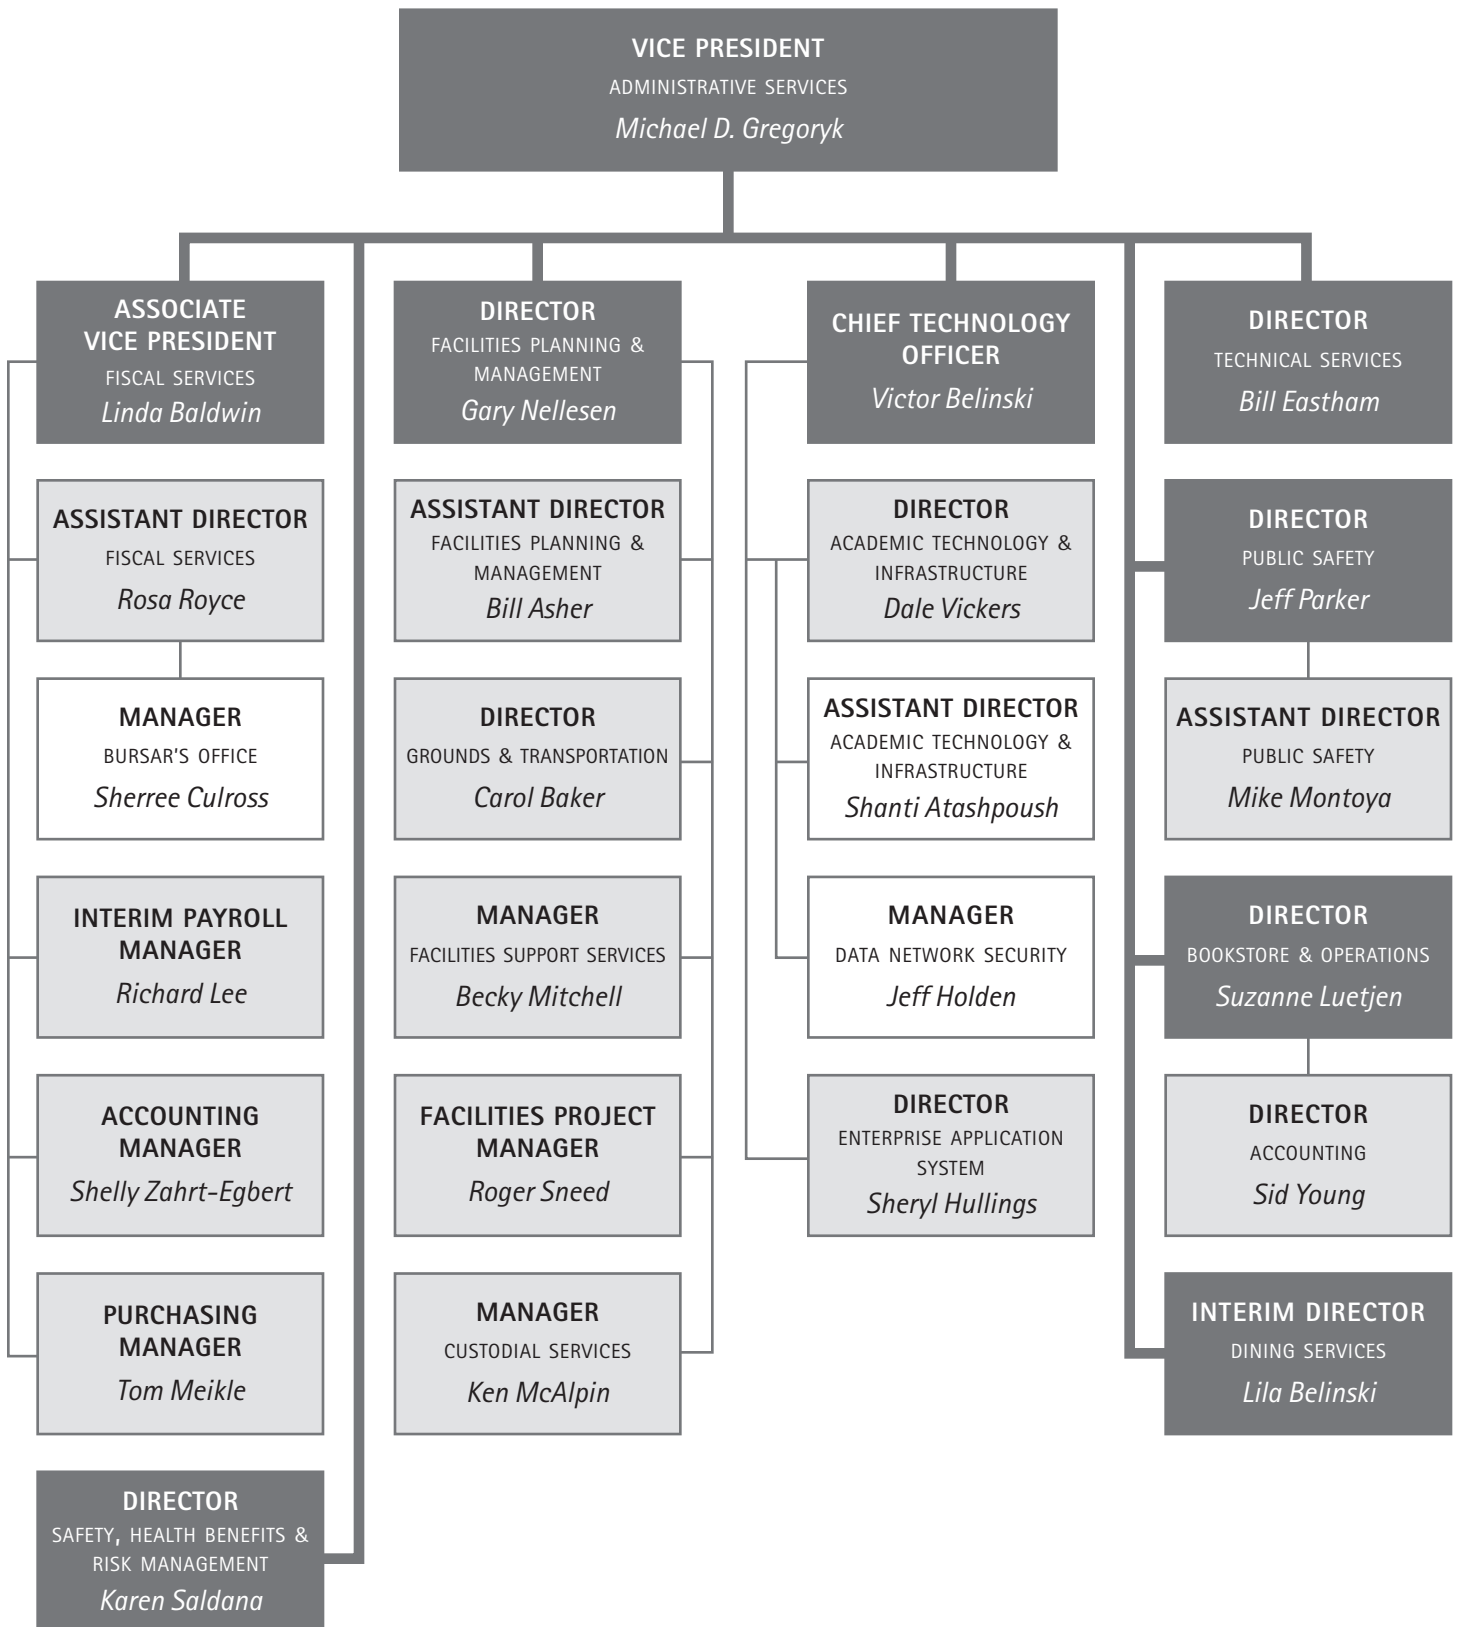 VICE PRESIDENT
ADMINISTRATIVE SERVICES
Michael D. Gregoryk
ASSOCIATE
VICE PRESIDENT
FISCAL SERVICES
Linda Baldwin
ASSISTANT DIRECTOR
FISCAL SERVICES
Rosa Royce
MANAGER
BURSAR'S OFFICE
Sherree Culross
INTERIM PAYROLL
MANAGER
Richard Lee
ACCOUNTING
MANAGER
Shelly Zahrt-Egbert
PURCHASING
MANAGER
Tom Meikle
DIRECTOR
SAFETY, HEALTH BENEFITS &
RISK MANAGEMENT
Karen Saldana
DIRECTOR
FACILITIES PLANNING &
MANAGEMENT
Gary Nellesen
ASSISTANT DIRECTOR
FACILITIES PLANNING &
MANAGEMENT
Bill Asher
DIRECTOR
GROUNDS & TRANSPORTATION
Carol Baker
MANAGER
FACILITIES SUPPORT SERVICES
Becky Mitchell
FACILITIES PROJECT
MANAGER
Roger Sneed
MANAGER
CUSTODIAL SERVICES
Ken McAlpin
CHIEF TECHNOLOGY
OFFICER
Victor Belinski
DIRECTOR
ACADEMIC TECHNOLOGY &
INFRASTRUCTURE
Dale Vickers
ASSISTANT DIRECTOR
ACADEMIC TECHNOLOGY &
INFRASTRUCTURE
Shanti Atashpoush
MANAGER
DATA NETWORK SECURITY
Jeff Holden
DIRECTOR
ENTERPRISE APPLICATION
SYSTEM
Sheryl Hullings
DIRECTOR
TECHNICAL SERVICES
Bill Eastham
DIRECTOR
PUBLIC SAFETY
Jeff Parker
ASSISTANT DIRECTOR
PUBLIC SAFETY
Mike Montoya
DIRECTOR
BOOKSTORE & OPERATIONS
Suzanne Luetjen
DIRECTOR
ACCOUNTING
Sid Young
INTERIM DIRECTOR
DINING SERVICES
Lila Belinski